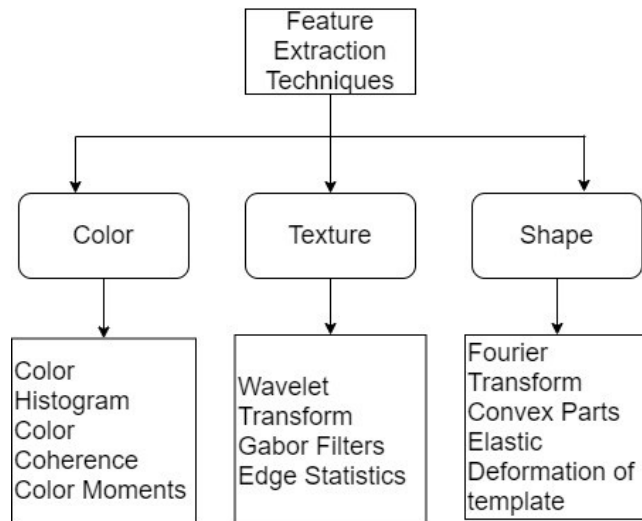 Feature
Extraction
Techniques
Color
Texture
Shape
Color
Histogram
Color
Coherence
Color Moments
Wavelet
Transform
Gabor Filters
Edge Statistics
Fourier
Transform
Convex Parts
Elastic
Deformation of
template